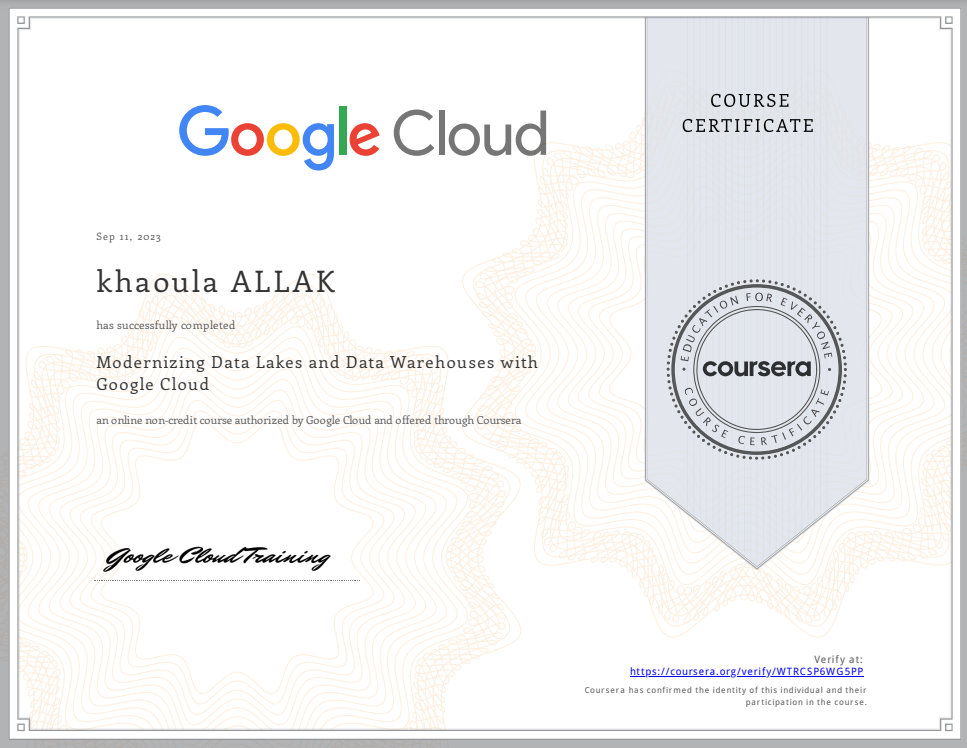 Google Cloud
COURSE
CERTIFICATE
Sep 11, 2023
khaoula ALLAK
has successfully completed
Modernizing Data Lakes and Data Warehouses with
Google Cloud
an online non-credit course authorized by Google Cloud and offered through Coursera
EDUCATION FOR EVERYONE
coursera
COURSE CERTIFICATE
Google Cloud Training
Verify at:
https://coursera.org/verify/WTRCSP6WG5PP
Coursera has confirmed the identity of this individual and their
participation in the course.